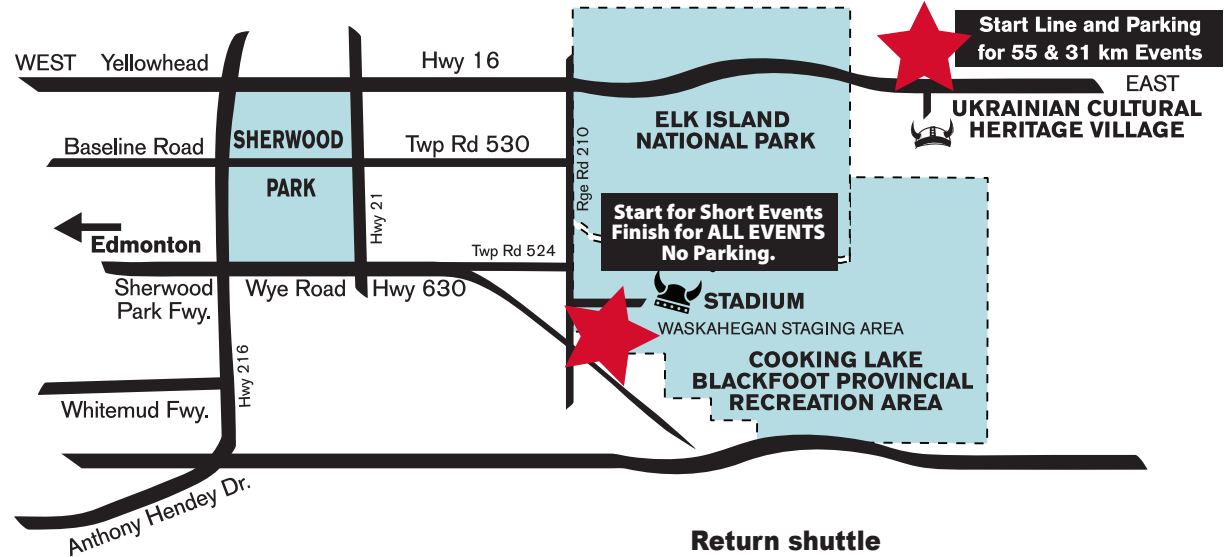 Start Line and Parking
for 55 & 31 km Events
WEST
Yellowhead
Hwy 16
EAST
UKRAINIAN CULTURAL
HERITAGE VILLAGE
ELK ISLAND
NATIONAL PARK
Baseline Road
SHERWOOD
PARK
Twp Rd 530
Rge Rd 210
Hwy 21
Start for Short Events
Finish for ALL EVENTS
No Parking.
Edmonton
Twp Rd 524
Sherwood
Park Fwy.
Wye Road
Hwy 630
STADIUM
WASKAHEGAN STAGING AREA
Hwy 216
COOKING LAKE
BLACKFOOT PROVINCIAL
RECREATION AREA
Whitemud Fwy.
Anthony Hendey Dr.
Return shuttle